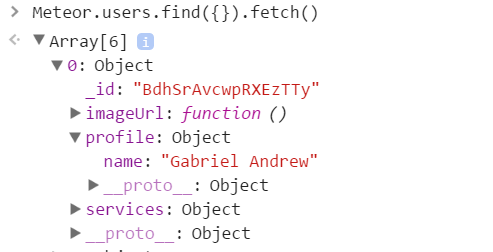 Meteor.users.find({}).fetch()
Array[6] i
0: Object
_id: "BdhSrAvcwpRXEzTTy"
imageUrl: function ()
profile: Object
name: "Gabriel Andrew"
__proto__: Object
services: Object
__proto__: Object